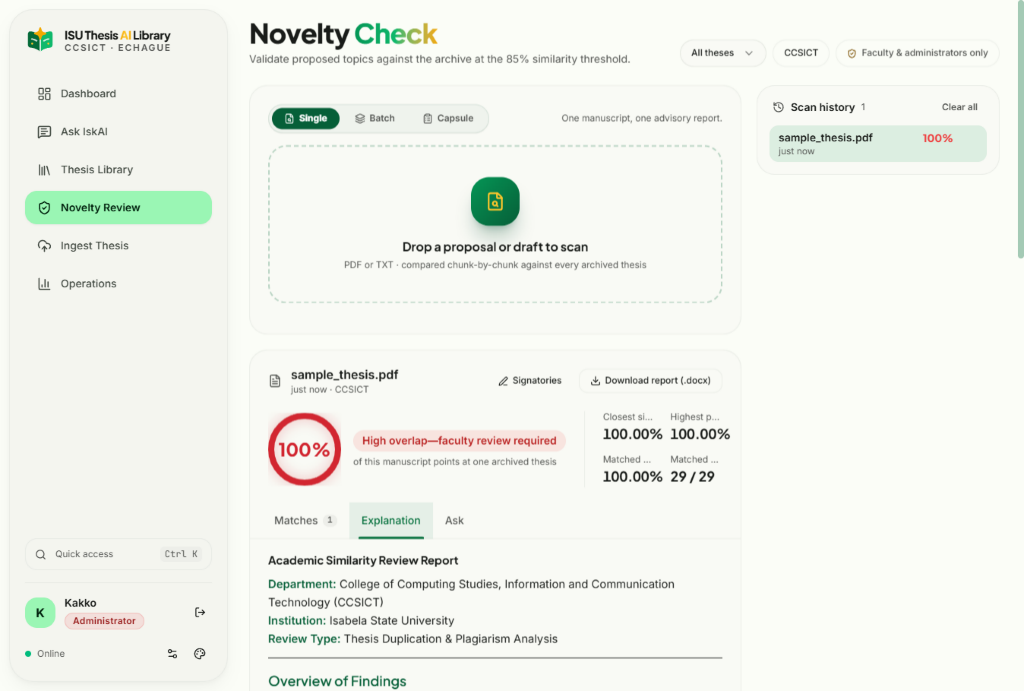 ISU Thesis AI Library
CCSICT · ECHAGUE
Dashboard
Ask IskAI
Thesis Library
Novelty Review
Ingest Thesis
Operations
Quick access
Ctrl K
K
Kakko
Administrator
Online
Novelty Check
Validate proposed topics against the archive at the 85% similarity threshold.
All theses
CCSICT
Faculty & administrators only
Single
Batch
Capsule
One manuscript, one advisory report.
Drop a proposal or draft to scan
PDF or TXT · compared chunk-by-chunk against every archived thesis
Scan history 1
Clear all
sample_thesis.pdf
100%
just now
sample_thesis.pdf
just now · CCSICT
Signatories
Download report (.docx)
100%
High overlap—faculty review required
of this manuscript points at one archived thesis
Closest si...
100.00%
Highest p...
100.00%
Matched ...
100.00%
Matched ...
29 / 29
Matches 1
Explanation
Ask
Academic Similarity Review Report
Department: College of Computing Studies, Information and Communication
Technology (CCSICT)
Institution: Isabela State University
Review Type: Thesis Duplication & Plagiarism Analysis
Overview of Findings